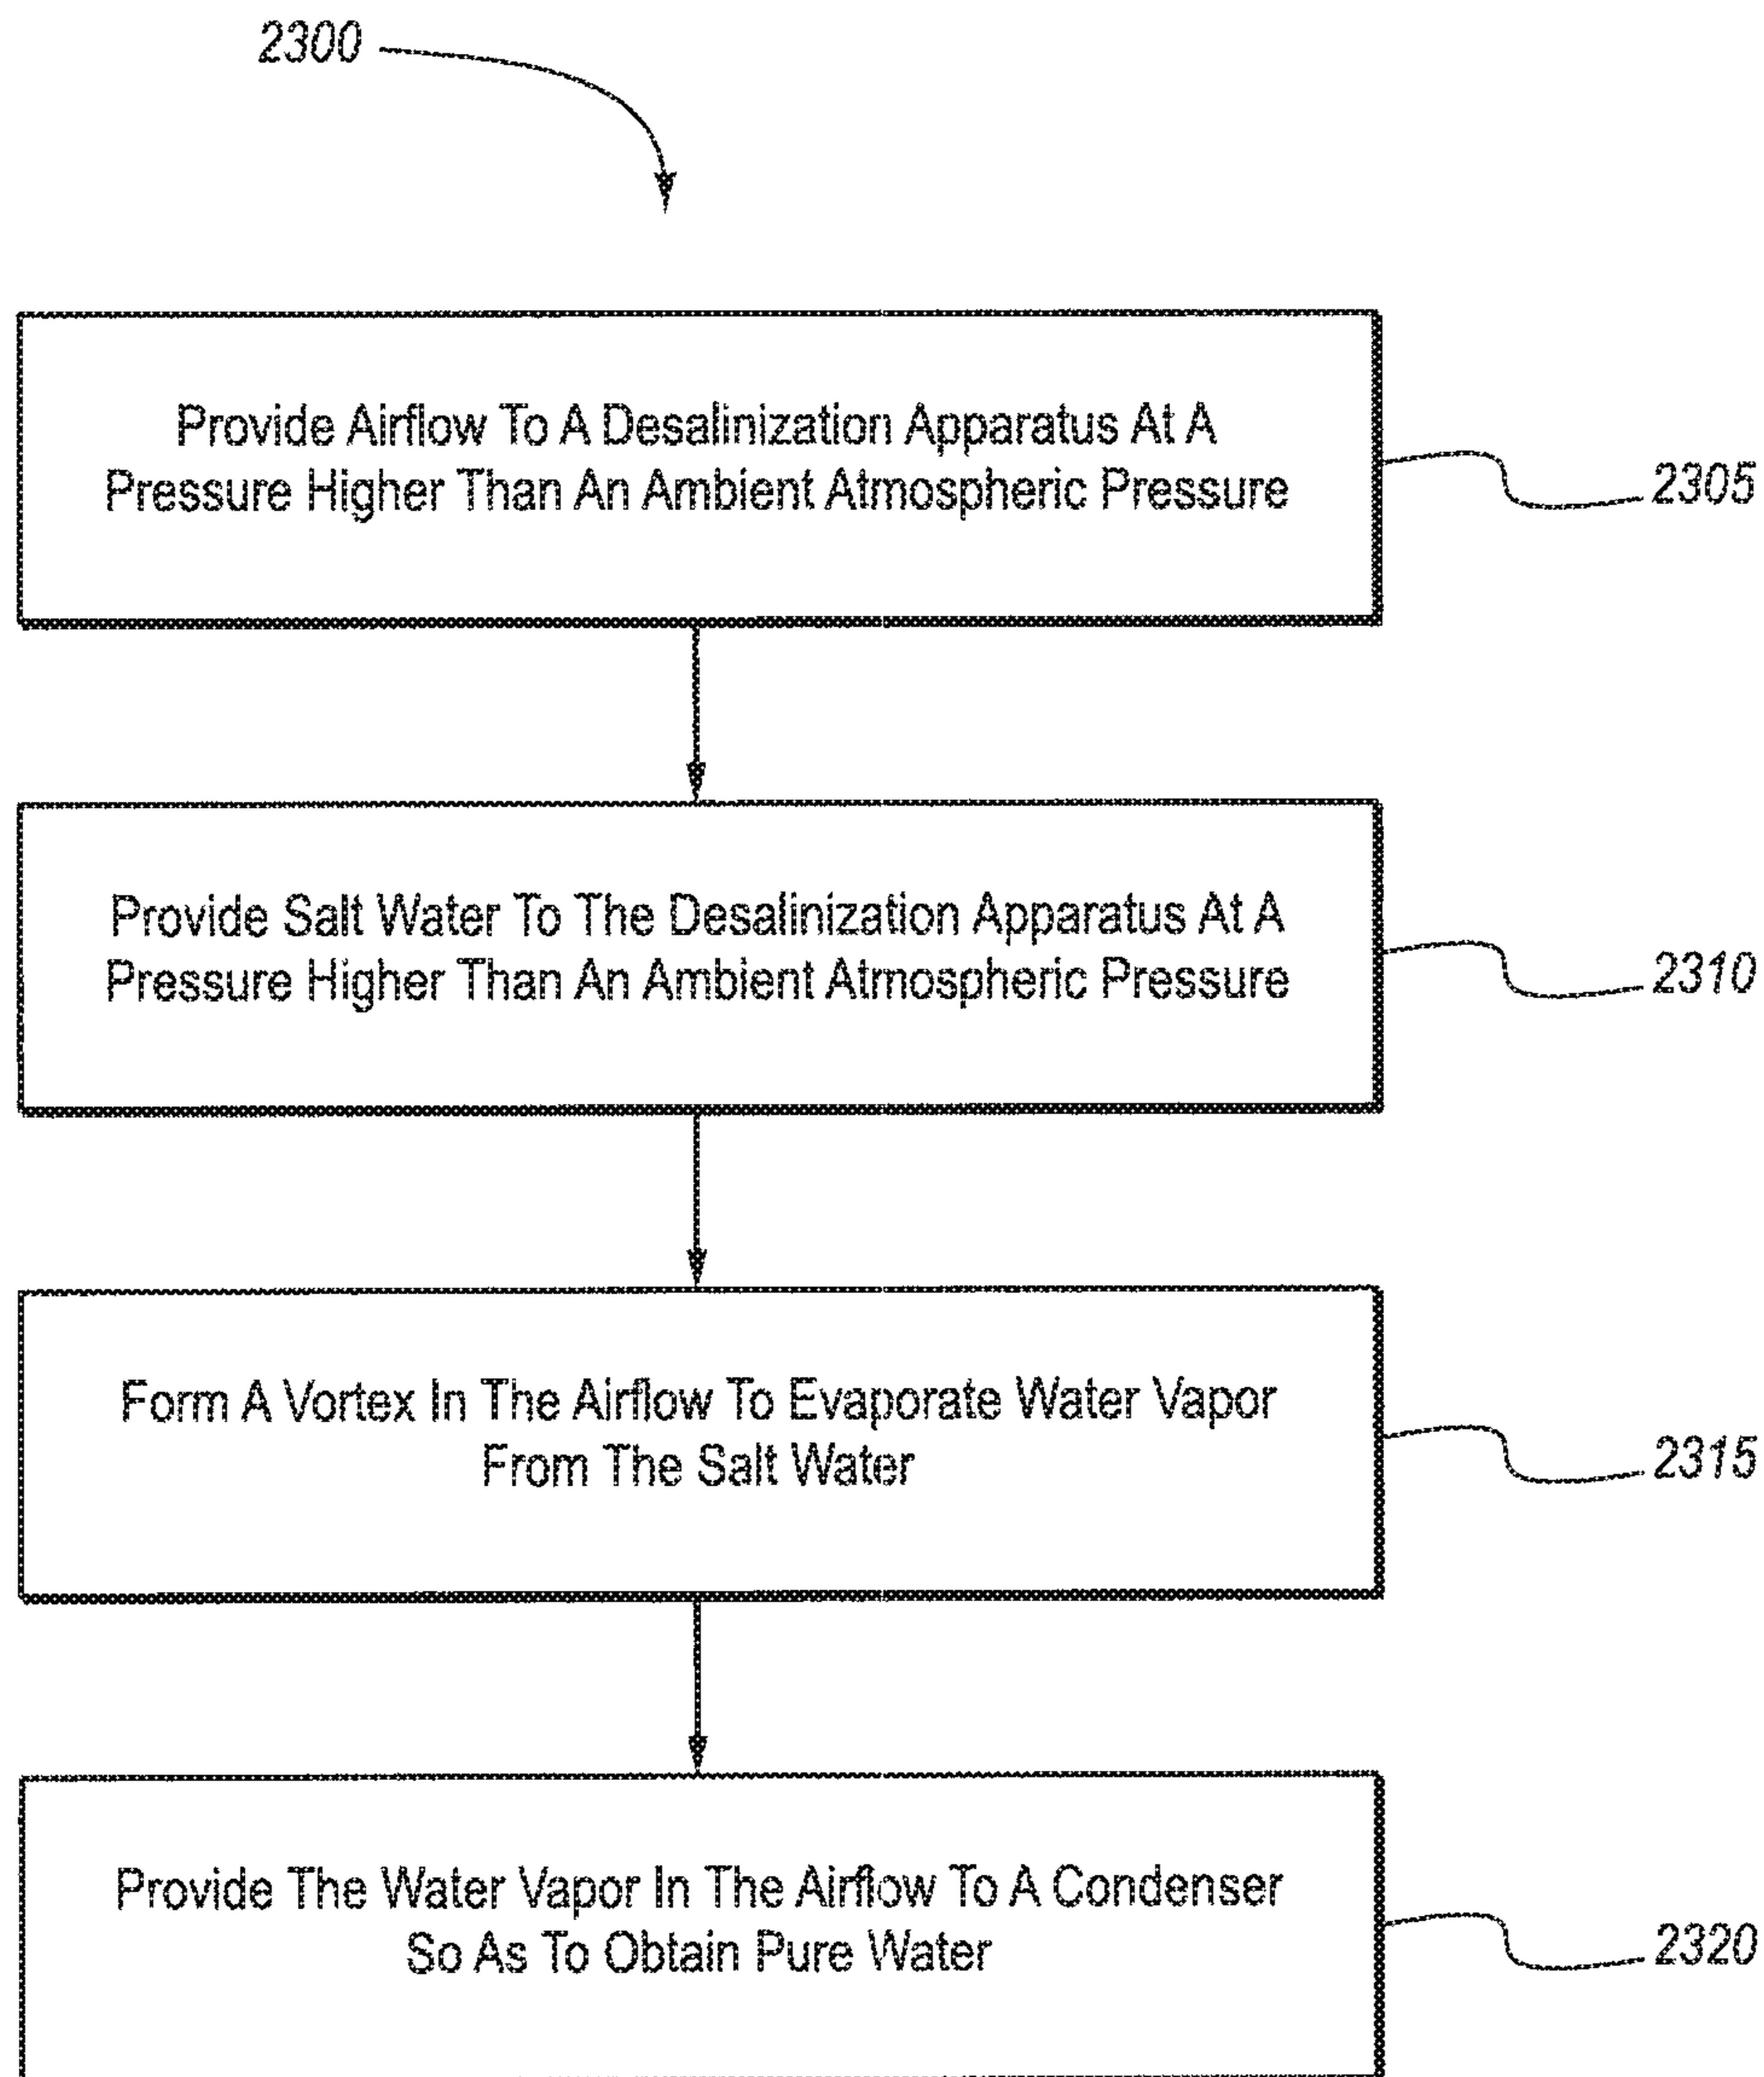 2300
Provide Airflow To A Desalinization Apparatus At A
Pressure Higher Than An Ambient Atmospheric Pressure
2305
Provide Salt Water To The Desalinization Apparatus At A
Pressure Higher Than An Ambient Atmospheric Pressure
2310
Form A Vortex In The Airflow To Evaporate Water Vapor
From The Salt Water
2315
Provide The Water Vapor In The Airflow To A Condenser
So As To Obtain Pure Water
2320